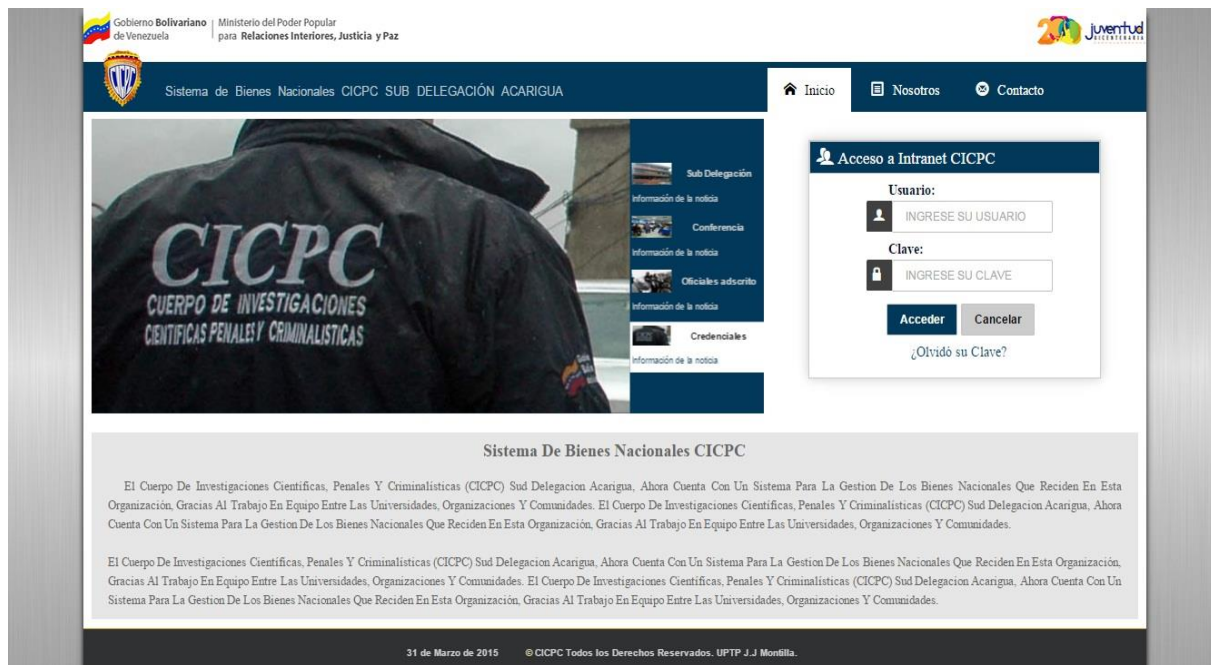 Gobierno Bolivariano
de Venezuela
Ministerio del Poder Popular
para Relaciones Interiores, Justicia y Paz
200 juventud
BICENTENARIA
CICPC
Sistema de Bienes Nacionales CICPC SUB DELEGACIÓN ACARIGUA
Inicio
Nosotros
Contacto
CICPC
CUERPO DE INVESTIGACIONES
CIENTIFICAS PENALES Y CRIMINALISTICAS
Sub Delegación
Información de la noticia
Conferencia
Información de la noticia
Oficiales adscrito
Información de la noticia
Credenciales
Información de la noticia
Acceso a Intranet CICPC
Usuario:
INGRESE SU USUARIO
Clave:
INGRESE SU CLAVE
Acceder
Cancelar
¿Olvidó su Clave?
Sistema De Bienes Nacionales CICPC
El Cuerpo De Investigaciones Científicas, Penales Y Criminalísticas (CICPC) Sud Delegacion Acarigua, Ahora Cuenta Con Un Sistema Para La Gestion De Los Bienes Nacionales Que Reciden En Esta
Organización, Gracias Al Trabajo En Equipo Entre Las Universidades, Organizaciones Y Comunidades. El Cuerpo De Investigaciones Científicas, Penales Y Criminalísticas (CICPC) Sud Delegacion Acarigua, Ahora
Cuenta Con Un Sistema Para La Gestion De Los Bienes Nacionales Que Reciden En Esta Organización, Gracias Al Trabajo En Equipo Entre Las Universidades, Organizaciones Y Comunidades.
El Cuerpo De Investigaciones Científicas, Penales Y Criminalísticas (CICPC) Sud Delegacion Acarigua, Ahora Cuenta Con Un Sistema Para La Gestion De Los Bienes Nacionales Que Reciden En Esta Organización,
Gracias Al Trabajo En Equipo Entre Las Universidades, Organizaciones Y Comunidades. El Cuerpo De Investigaciones Científicas, Penales Y Criminalísticas (CICPC) Sud Delegacion Acarigua, Ahora Cuenta Con Un
Sistema Para La Gestion De Los Bienes Nacionales Que Reciden En Esta Organización, Gracias Al Trabajo En Equipo Entre Las Universidades, Organizaciones Y Comunidades.
31 de Marzo de 2015 © CICPC Todos los Derechos Reservados. UPTP J.J Montilla.